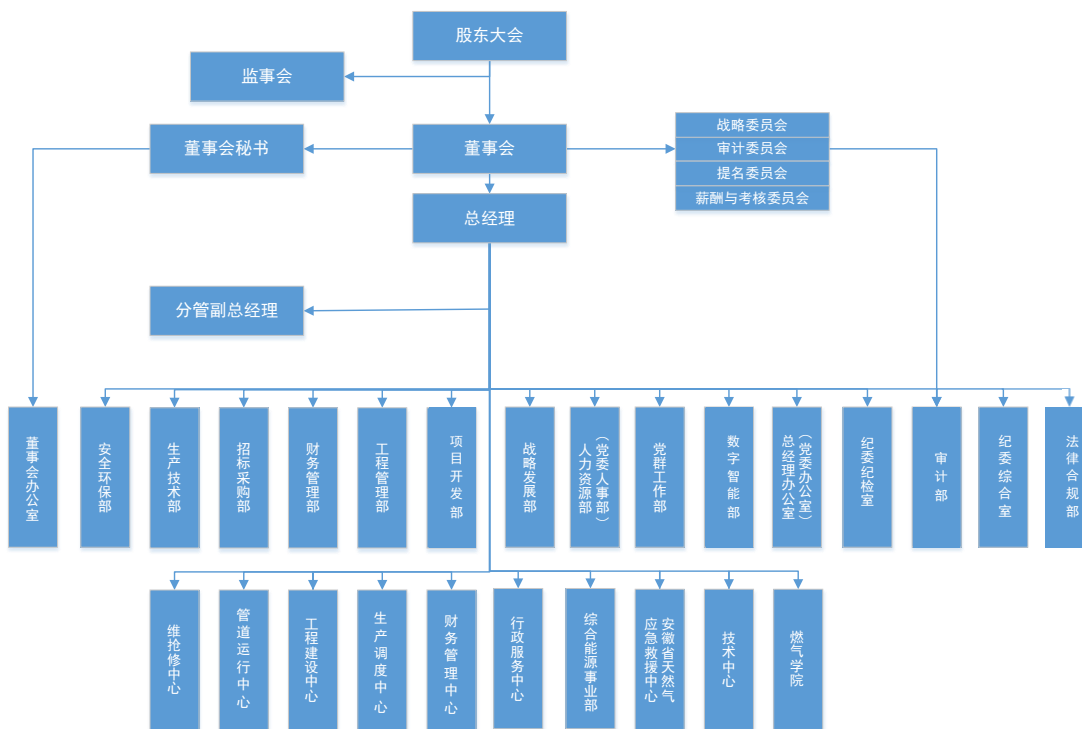 股东大会
监事会
董事会秘书
董事会
战略委员会
审计委员会
提名委员会
薪酬与考核委员会
总经理
分管副总经理
董事会办公室
安全环保部
生产技术部
招标采购部
财务管理部
工程管理部
项目开发部
战略发展部
（党委人事部）
人力资源部
党群工作部
数字智能部
（党委办公室）
总经理办公室
纪委纪检室
审计部
纪委综合室
法律合规部
维抢修中心
管道运行中心
工程建设中心
生产调度中心
财务管理中心
行政服务中心
综合能源事业部
安徽省天然气
应急救援中心
技术中心
燃气学院